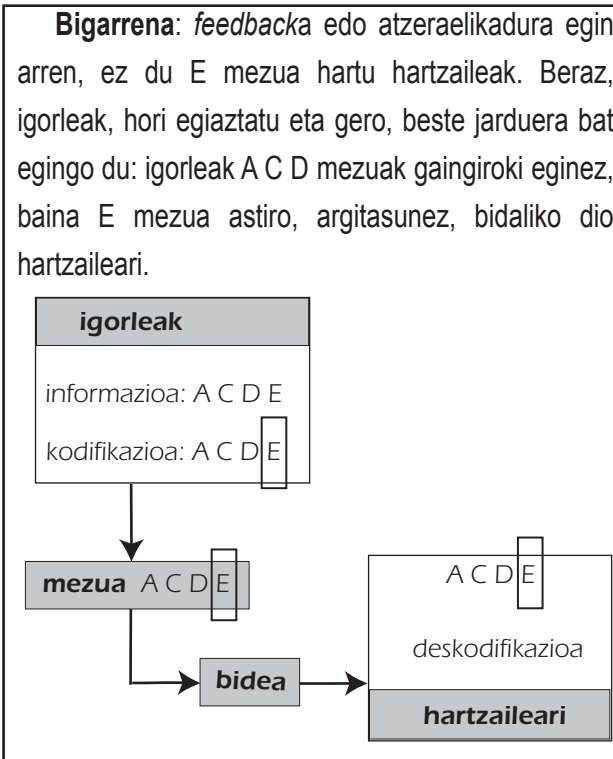 Bigarrena: feedbacka edo atzeraelikadura egin
arren, ez du E mezua hartu hartzaileak. Beraz,
igorleak, hori egiaztatu eta gero, beste jarduera bat
egingo du: igorleak A C D mezuak gaingiroki eginez,
baina E mezua astiro, argitasunez, bidaliko dio
hartzaileari.
igorleak
informazioa: A C D E
kodifikazioa: A C D E
mezua A C D E
bidea
A C D E
deskodifikazioa
hartzaileari